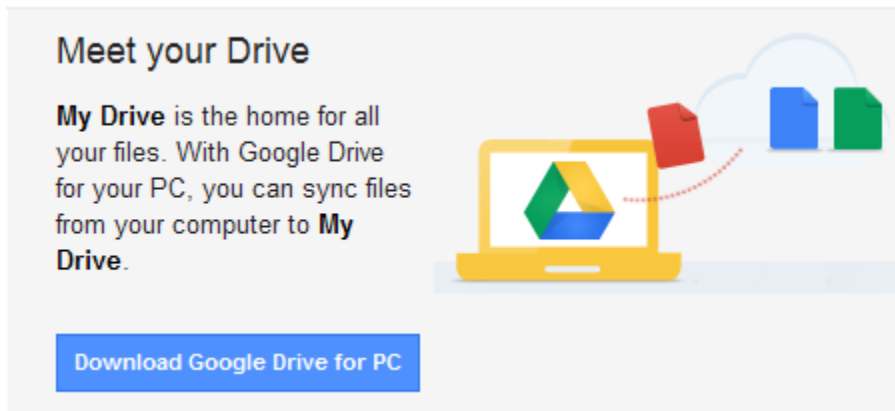 Meet your Drive
My Drive is the home for all
your files. With Google Drive
for your PC, you can sync files
from your computer to My
Drive.
Download Google Drive for PC